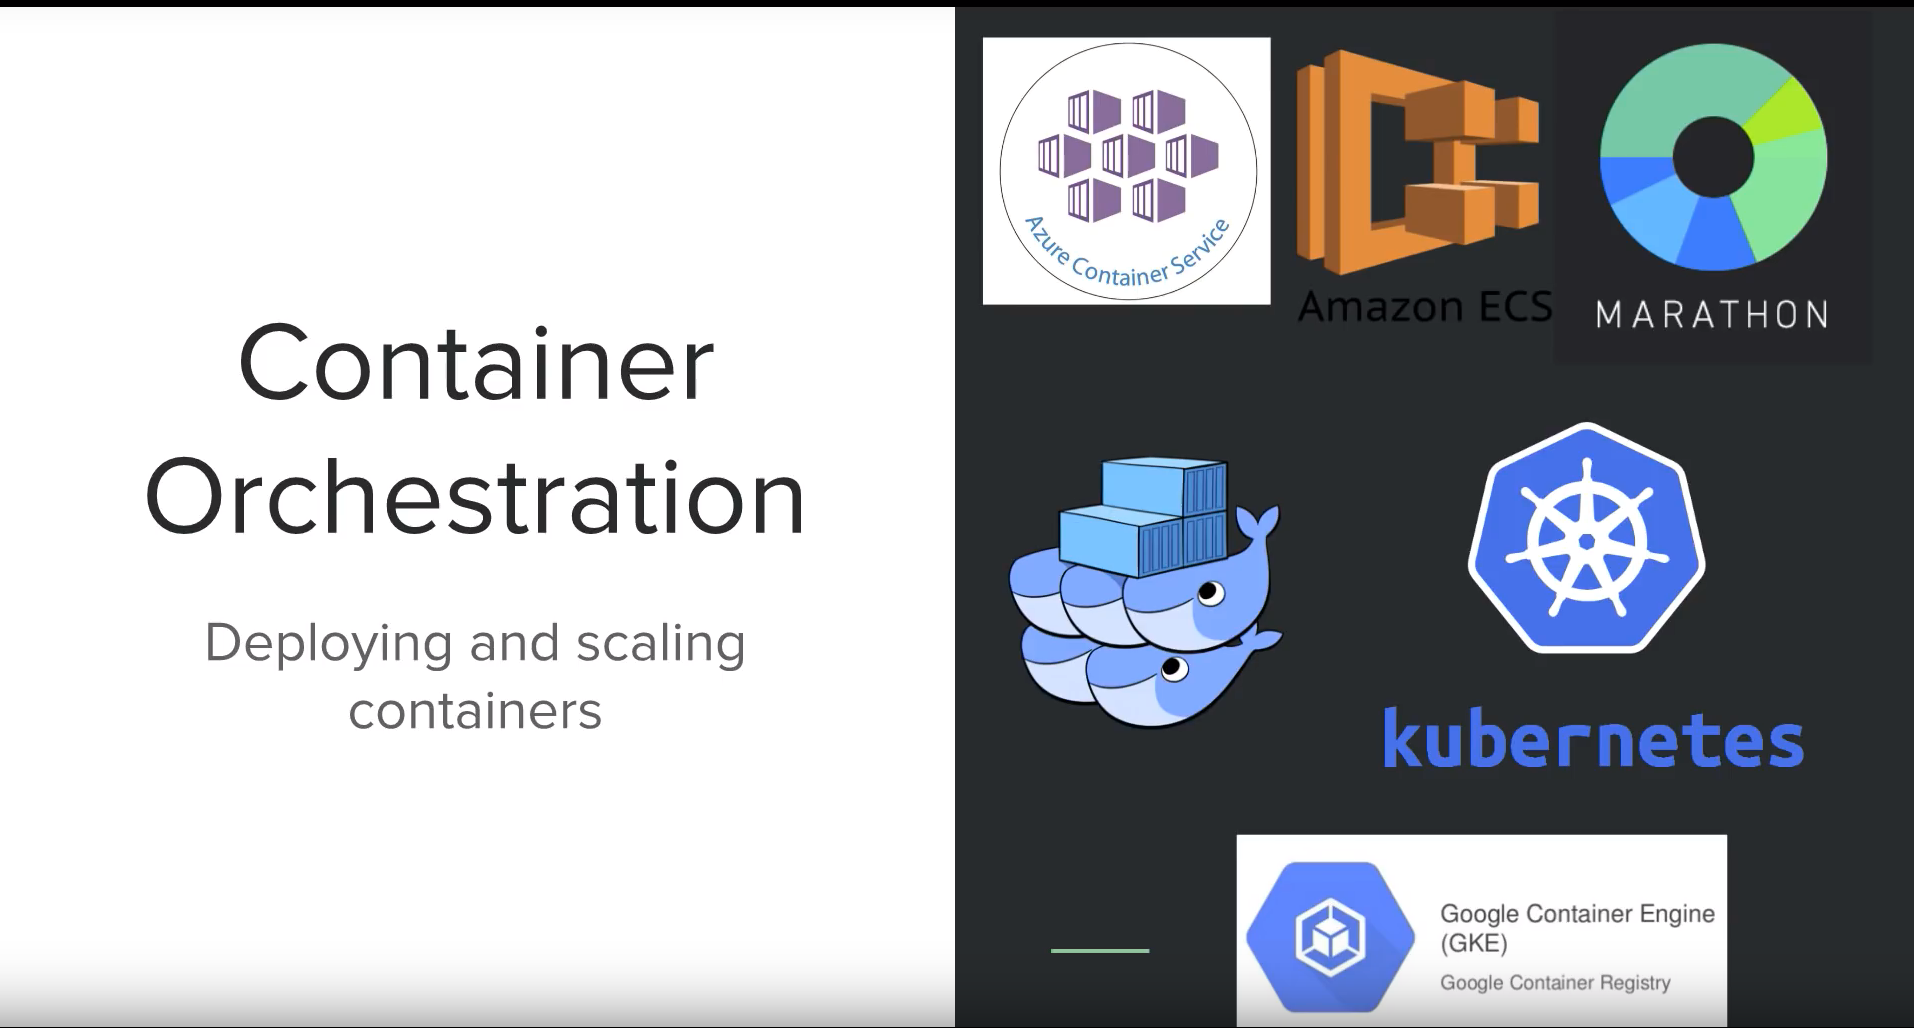 Container
Orchestration
Deploying and scaling
containers
Azure Container Service
Amazon ECS
MARATHON
kubernetes
Google Container Engine
(GKE)
Google Container Registry